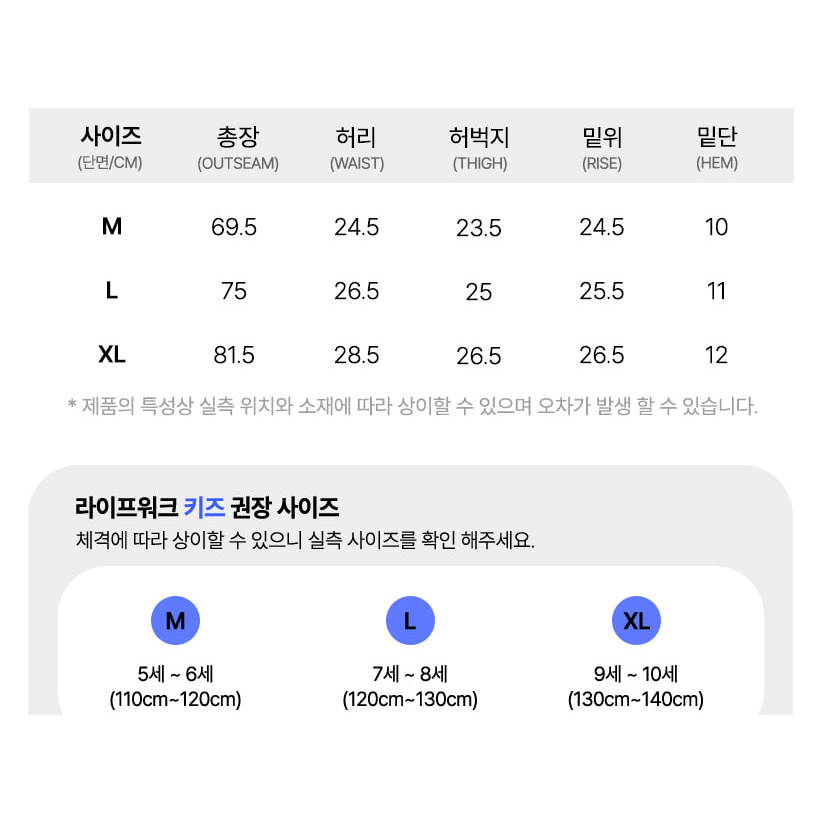 사이즈 총장 허리 허벅지 밑위 밑단
(단면/CM) (OUTSEAM) (WAIST) (THIGH) (RISE) (HEM)
M 69.5 24.5 23.5 24.5 10
L 75 26.5 25 25.5 11
XL 81.5 28.5 26.5 26.5 12
* 제품의 특성상 실측 위치와 소재에 따라 상이할 수 있으며 오차가 발생 할 수 있습니다.
라이프워크 키즈 권장 사이즈
체격에 따라 상이할 수 있으니 실측 사이즈를 확인 해주세요.
M L XL
5세 ~ 6세 7세 ~ 8세 9세 ~ 10세
(110cm~120cm) (120cm~130cm) (130cm~140cm)